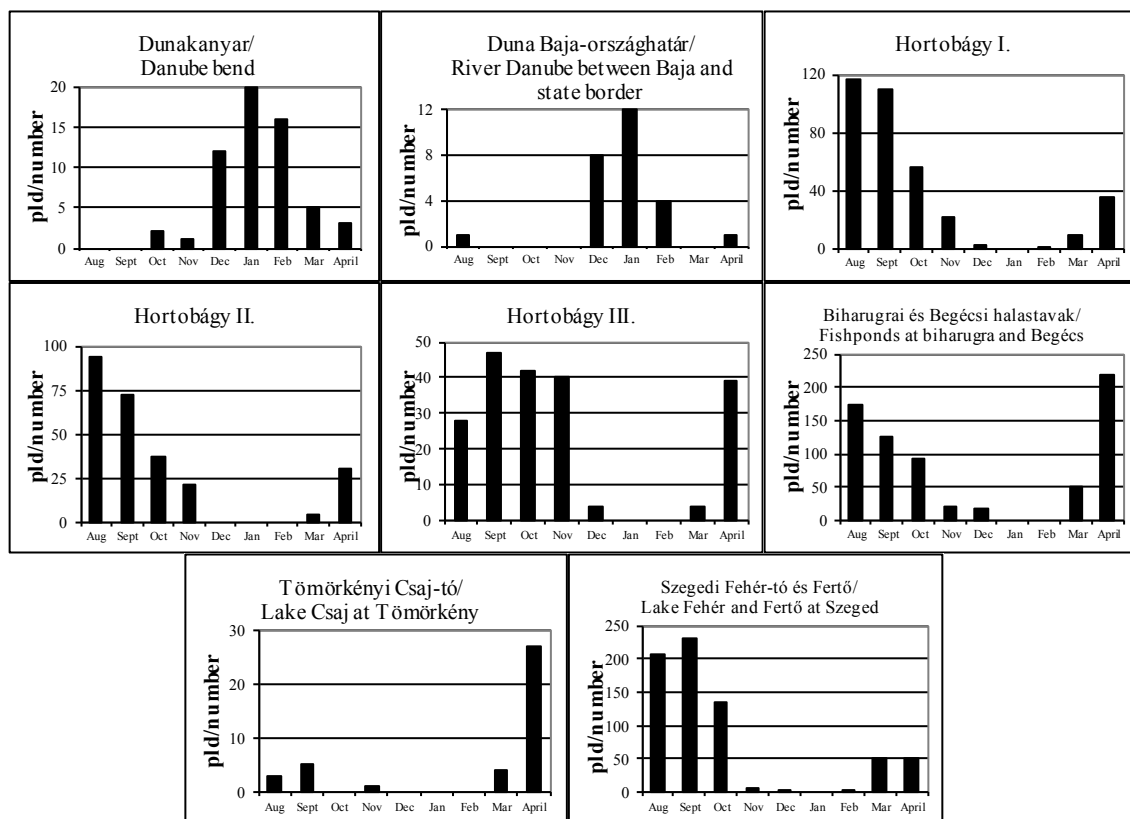 Dunakanyar/
Danube bend
pld/number
20
15
10
5
0
Aug Sept Oct Nov Dec Jan Feb Mar April
Duna Baja-országhatár/
River Danube between Baja and
state border
pld/number
12
8
4
0
Aug Sept Oct Nov Dec Jan Feb Mar April
Hortobágy I.
pld/number
120
80
40
0
Aug Sept Oct Nov Dec Jan Feb Mar April
Hortobágy II.
pld/number
100
75
50
25
0
Aug Sept Oct Nov Dec Jan Feb Mar April
Hortobágy III.
pld/number
50
40
30
20
10
0
Aug Sept Oct Nov Dec Jan Feb Mar April
Biharugrai és Begécsi halastavak/
Fishponds at biharugra and Begécs
pld/number
250
200
150
100
50
0
Aug Sept Oct Nov Dec Jan Feb Mar April
Tömörkényi Csaj-tó/
Lake Csaj at Tömörkény
pld/number
30
20
10
0
Aug Sept Oct Nov Dec Jan Feb Mar April
Szegedi Fehér-tó és Fertő/
Lake Fehér and Fertő at Szeged
pld/number
250
200
150
100
50
0
Aug Sept Oct Nov Dec Jan Feb Mar April